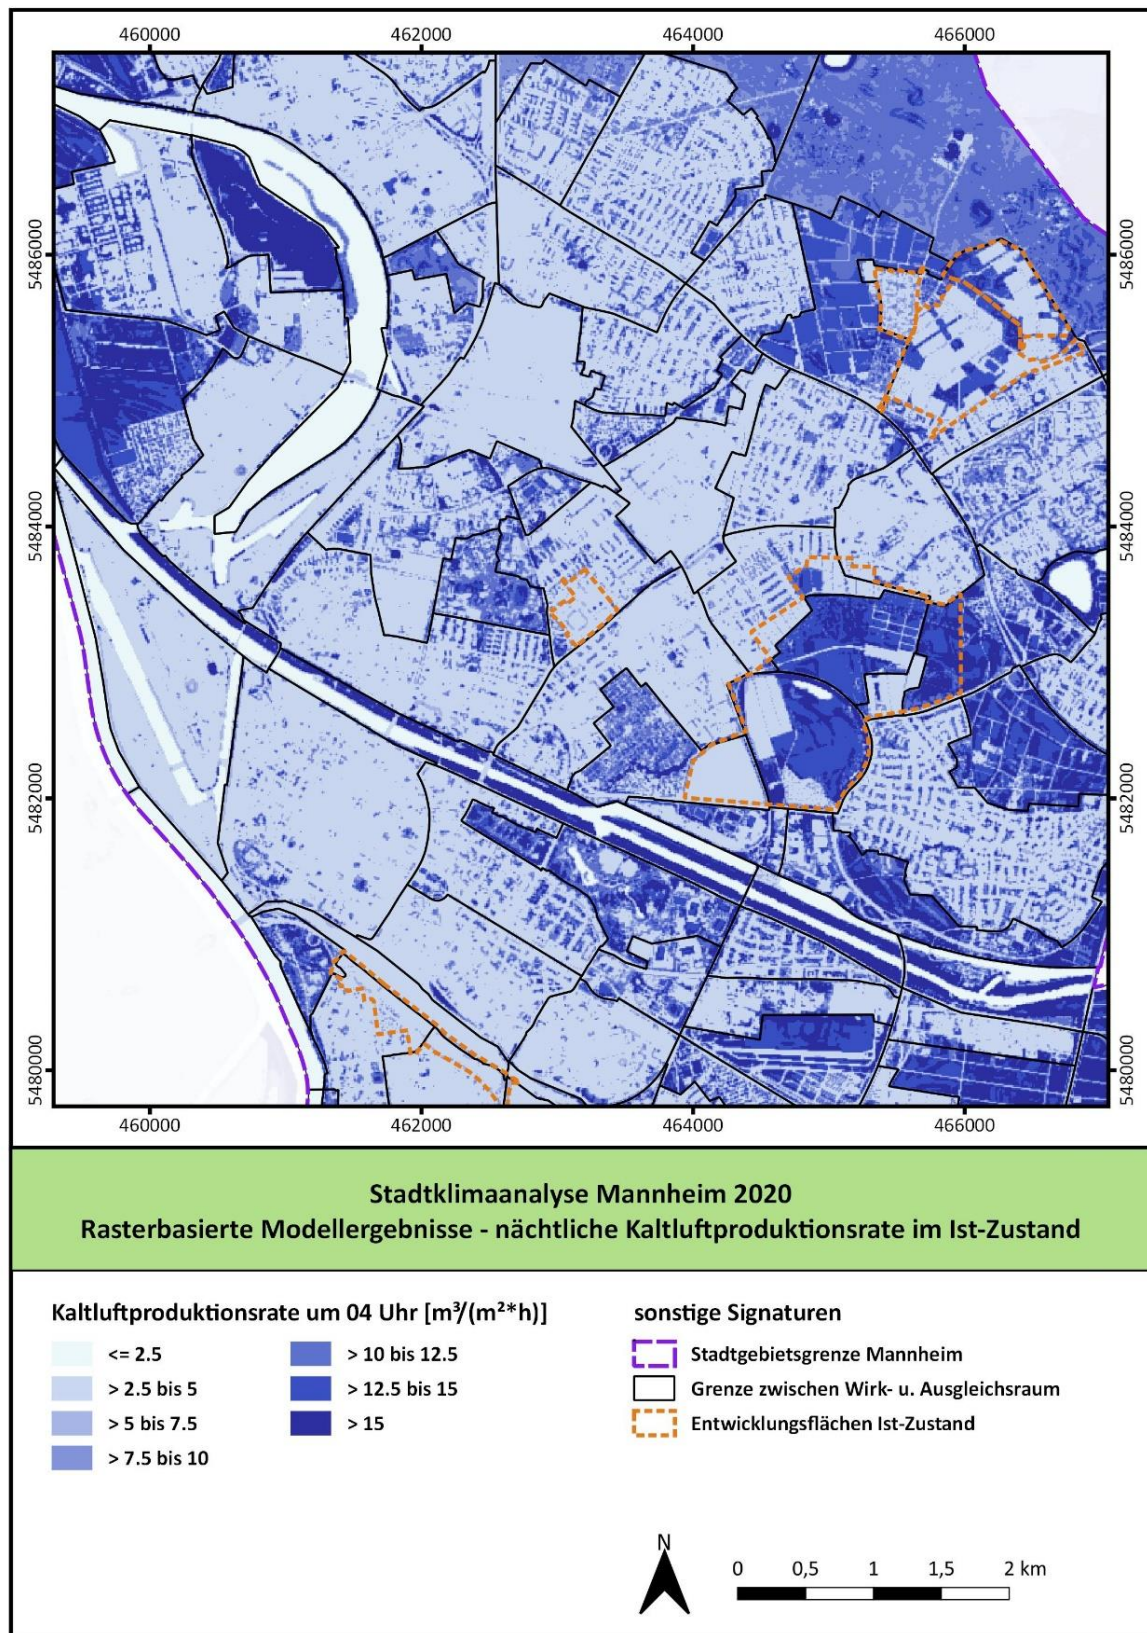 460000 462000 464000 466000
5486000 5486000
5484000 5484000
5482000 5482000
5480000 5480000
460000 462000 464000 466000
Stadtklimaanalyse Mannheim 2020
Rasterbasierte Modellergebnisse - nächtliche Kaltluftproduktionsrate im Ist-Zustand
Kaltluftproduktionsrate um 04 Uhr [m³/(m²*h)]
<= 2.5
> 2.5 bis 5
> 5 bis 7.5
> 7.5 bis 10
> 10 bis 12.5
> 12.5 bis 15
> 15
sonstige Signaturen
Stadtgebietsgrenze Mannheim
Grenze zwischen Wirk- u. Ausgleichsraum
Entwicklungsflächen Ist-Zustand
N
0 0,5 1 1,5 2 km